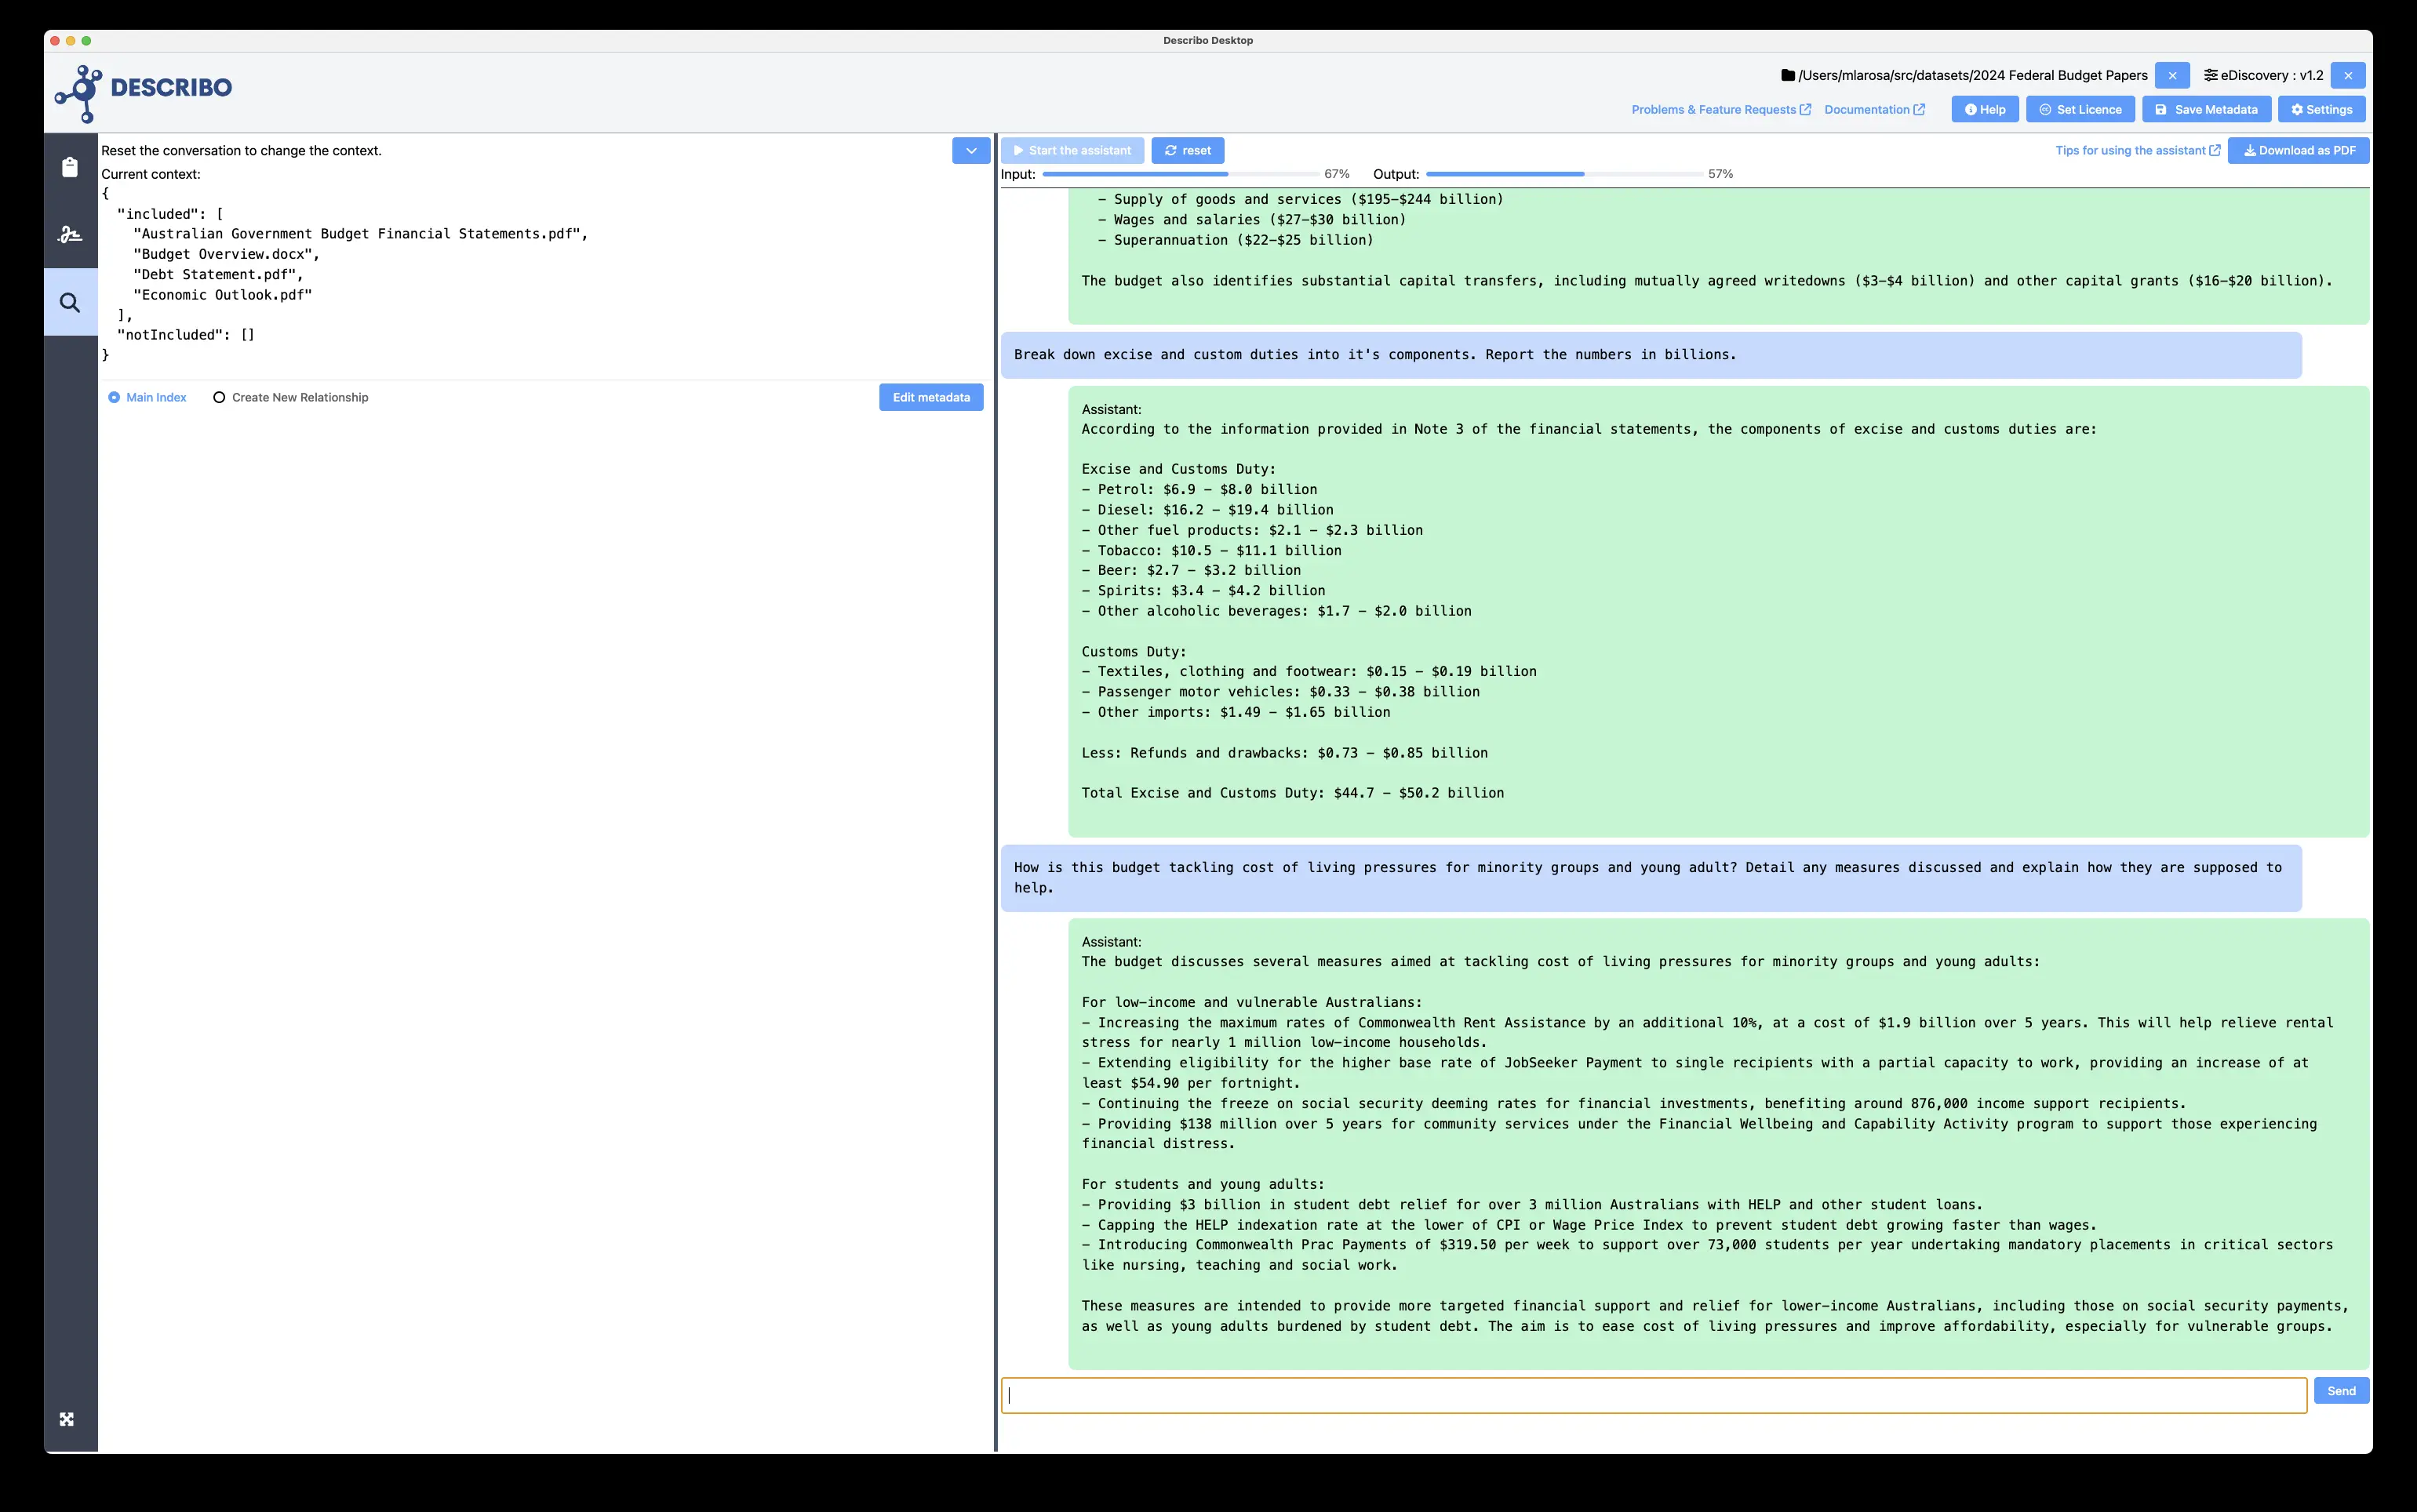 Describo Desktop
DESCRIBO
/Users/mlarosa/src/datasets/2024 Federal Budget Papers
eDiscovery : v1.2
Problems & Feature Requests
Documentation
Help
Set Licence
Save Metadata
Settings
Reset the conversation to change the context.
Current context:
{
"included": [
"Australian Government Budget Financial Statements.pdf",
"Budget Overview.docx",
"Debt Statement.pdf",
"Economic Outlook.pdf"
],
"notIncluded": []
}
Main Index
Create New Relationship
Edit metadata
Start the assistant
reset
Tips for using the assistant
Download as PDF
Input: 67%
Output: 57%
– Supply of goods and services ($195–$244 billion)
– Wages and salaries ($27–$30 billion)
– Superannuation ($22–$25 billion)
The budget also identifies substantial capital transfers, including mutually agreed writedowns ($3–$4 billion) and other capital grants ($16–$20 billion).
Break down excise and custom duties into it's components. Report the numbers in billions.
Assistant:
According to the information provided in Note 3 of the financial statements, the components of excise and customs duties are:
Excise and Customs Duty:
– Petrol: $6.9 – $8.0 billion
– Diesel: $16.2 – $19.4 billion
– Other fuel products: $2.1 – $2.3 billion
– Tobacco: $10.5 – $11.1 billion
– Beer: $2.7 – $3.2 billion
– Spirits: $3.4 – $4.2 billion
– Other alcoholic beverages: $1.7 – $2.0 billion
Customs Duty:
– Textiles, clothing and footwear: $0.15 – $0.19 billion
– Passenger motor vehicles: $0.33 – $0.38 billion
– Other imports: $1.49 – $1.65 billion
Less: Refunds and drawbacks: $0.73 – $0.85 billion
Total Excise and Customs Duty: $44.7 – $50.2 billion
How is this budget tackling cost of living pressures for minority groups and young adult? Detail any measures discussed and explain how they are supposed to
help.
Assistant:
The budget discusses several measures aimed at tackling cost of living pressures for minority groups and young adults:
For low–income and vulnerable Australians:
– Increasing the maximum rates of Commonwealth Rent Assistance by an additional 10%, at a cost of $1.9 billion over 5 years. This will help relieve rental
stress for nearly 1 million low–income households.
– Extending eligibility for the higher base rate of JobSeeker Payment to single recipients with a partial capacity to work, providing an increase of at
least $54.90 per fortnight.
– Continuing the freeze on social security deeming rates for financial investments, benefiting around 876,000 income support recipients.
– Providing $138 million over 5 years for community services under the Financial Wellbeing and Capability Activity program to support those experiencing
financial distress.
For students and young adults:
– Providing $3 billion in student debt relief for over 3 million Australians with HELP and other student loans.
– Capping the HELP indexation rate at the lower of CPI or Wage Price Index to prevent student debt growing faster than wages.
– Introducing Commonwealth Prac Payments of $319.50 per week to support over 73,000 students per year undertaking mandatory placements in critical sectors
like nursing, teaching and social work.
These measures are intended to provide more targeted financial support and relief for lower–income Australians, including those on social security payments,
as well as young adults burdened by student debt. The aim is to ease cost of living pressures and improve affordability, especially for vulnerable groups.
Send